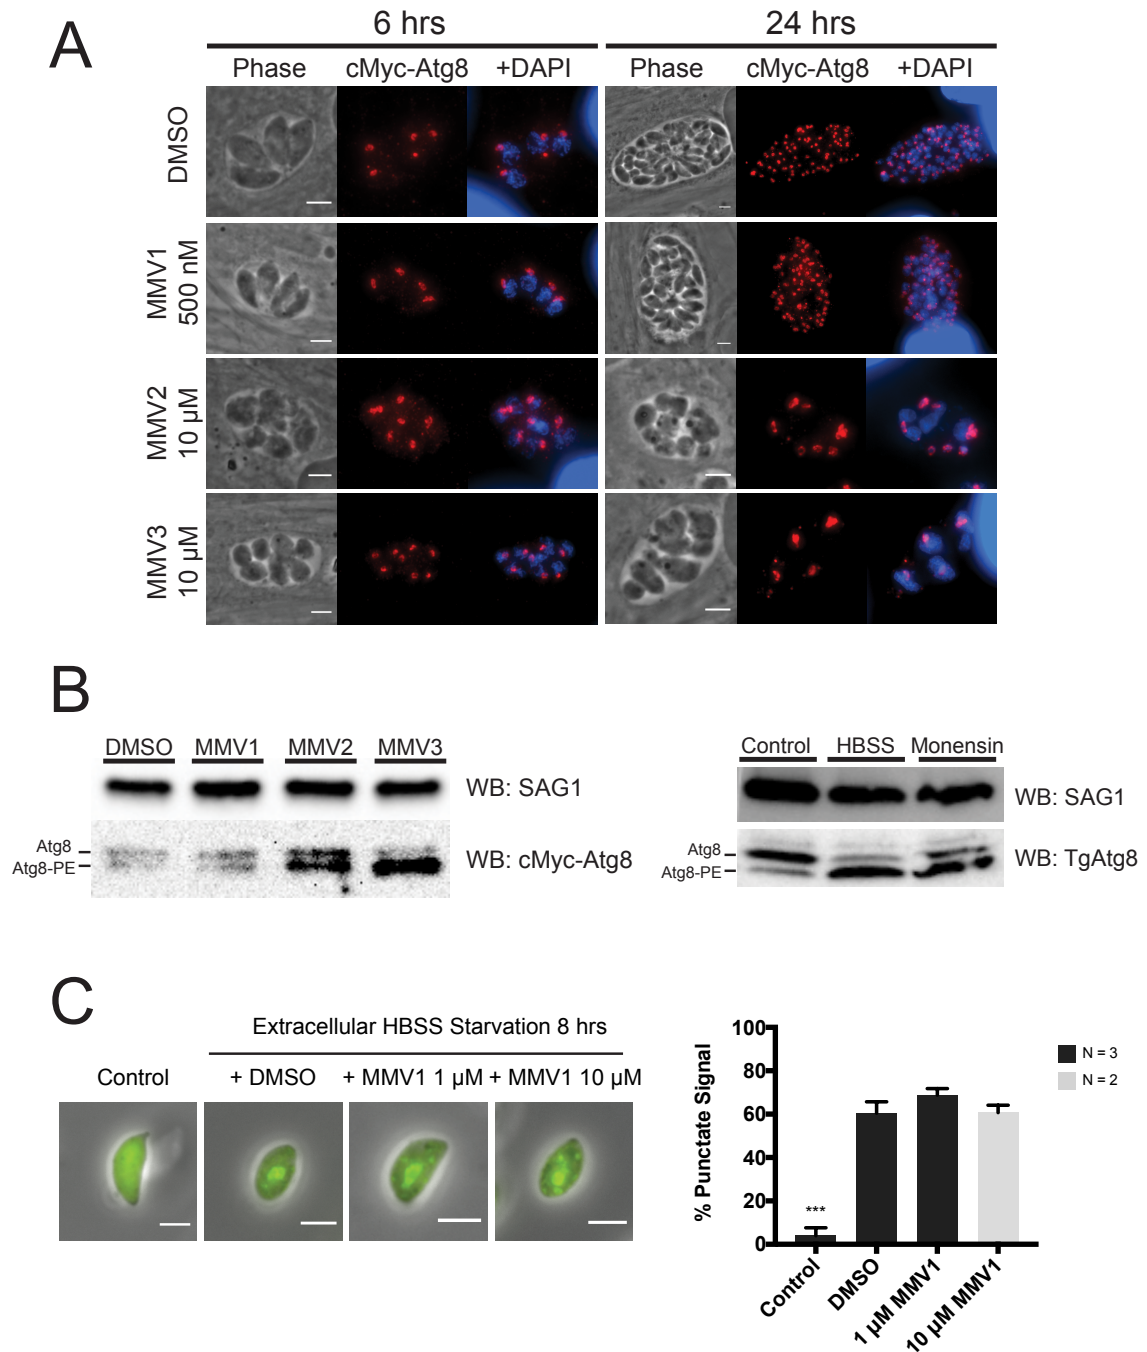 A
6 hrs
24 hrs
Phase
cMyc-Atg8
+DAPI
Phase
cMyc-Atg8
+DAPI
DMSO
MMV1
500 nM
MMV2
10 µM
MMV3
10 µM
B
DMSO
MMV1
MMV2
MMV3
WB: SAG1
Atg8
Atg8-PE
WB: cMyc-Atg8
Control
HBSS
Monensin
WB: SAG1
Atg8
Atg8-PE
WB: TgAtg8
C
Extracellular HBSS Starvation 8 hrs
Control
+ DMSO
+ MMV1 1 µM
+ MMV1 10 µM
% Punctate Signal
100
80
60
40
20
0
***
Control
DMSO
1 µM MMV1
10 µM MMV1
N = 3
N = 2